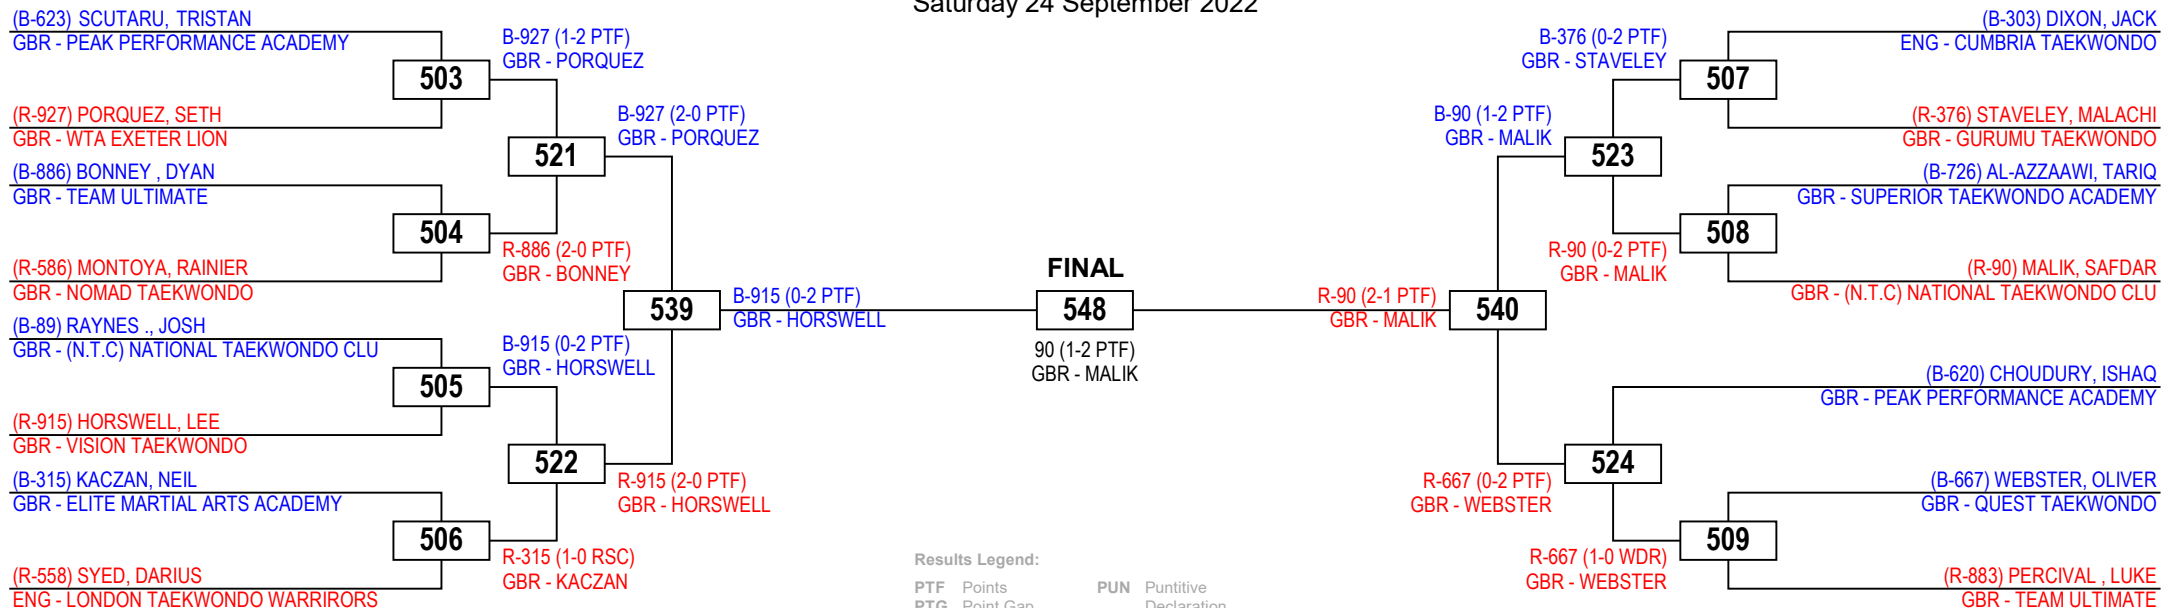 Saturday 24 September 2022
(B-623) SCUTARU, TRISTAN
GBR - PEAK PERFORMANCE ACADEMY
503
(R-927) PORQUEZ, SETH
GBR - WTA EXETER LION
(B-886) BONNEY , DYAN
GBR - TEAM ULTIMATE
504
(R-586) MONTOYA, RAINIER
GBR - NOMAD TAEKWONDO
(B-89) RAYNES ., JOSH
GBR - (N.T.C) NATIONAL TAEKWONDO CLU
505
(R-915) HORSWELL, LEE
GBR - VISION TAEKWONDO
(B-315) KACZAN, NEIL
GBR - ELITE MARTIAL ARTS ACADEMY
506
(R-558) SYED, DARIUS
ENG - LONDON TAEKWONDO WARRIRORS
B-927 (1-2 PTF)
GBR - PORQUEZ
521
R-886 (2-0 PTF)
GBR - BONNEY
B-915 (0-2 PTF)
GBR - HORSWELL
522
R-315 (1-0 RSC)
GBR - KACZAN
B-927 (2-0 PTF)
GBR - PORQUEZ
539
R-915 (2-0 PTF)
GBR - HORSWELL
B-915 (0-2 PTF)
GBR - HORSWELL
FINAL
548
90 (1-2 PTF)
GBR - MALIK
R-90 (2-1 PTF)
GBR - MALIK
B-90 (1-2 PTF)
GBR - MALIK
540
R-667 (0-2 PTF)
GBR - WEBSTER
B-376 (0-2 PTF)
GBR - STAVELEY
523
R-90 (0-2 PTF)
GBR - MALIK
524
R-667 (1-0 WDR)
GBR - WEBSTER
(B-303) DIXON, JACK
ENG - CUMBRIA TAEKWONDO
507
(R-376) STAVELEY, MALACHI
GBR - GURUMU TAEKWONDO
(B-726) AL-AZZAAWI, TARIQ
GBR - SUPERIOR TAEKWONDO ACADEMY
508
(R-90) MALIK, SAFDAR
GBR - (N.T.C) NATIONAL TAEKWONDO CLU
(B-620) CHOUDURY, ISHAQ
GBR - PEAK PERFORMANCE ACADEMY
(B-667) WEBSTER, OLIVER
GBR - QUEST TAEKWONDO
509
(R-883) PERCIVAL , LUKE
GBR - TEAM ULTIMATE
Results Legend:
PTF Points PUN Puntitive
PTG Point Gap Declaration